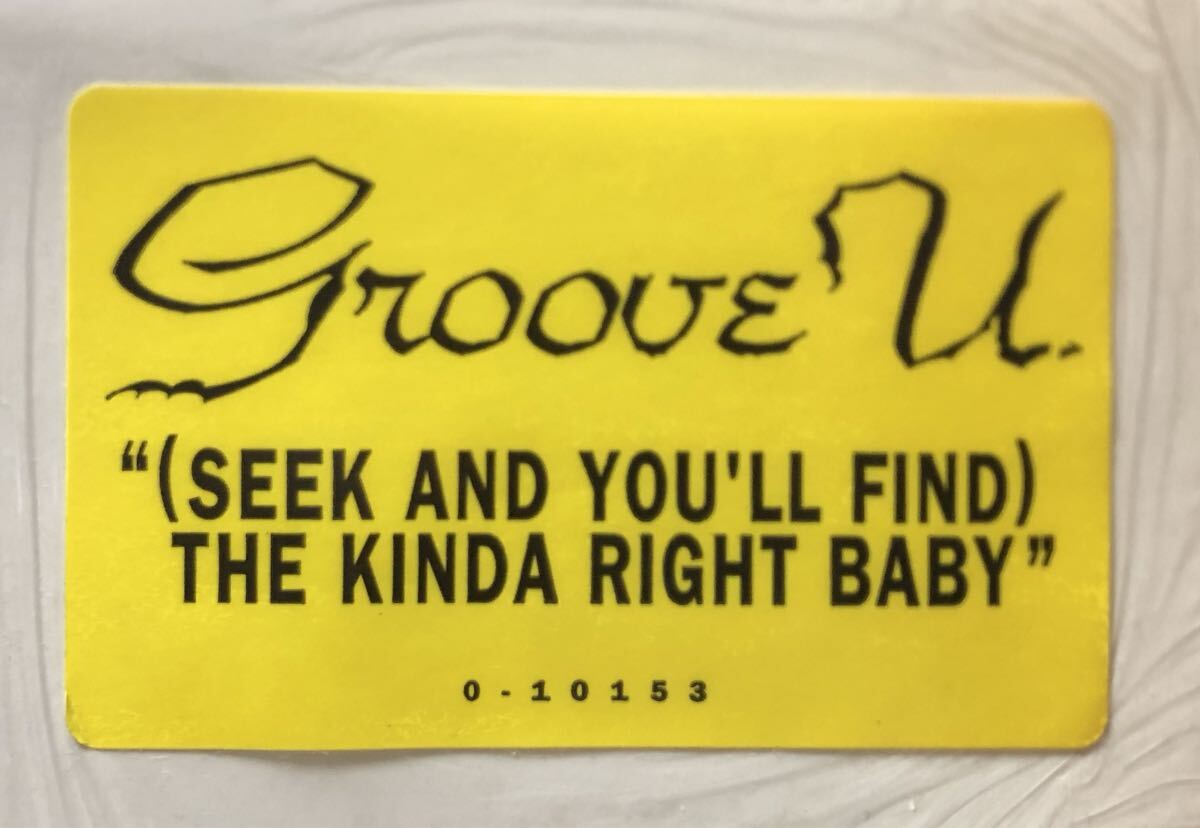 Groove U.
“(SEEK AND YOU'LL FIND)
THE KINDA RIGHT BABY”
0-10153